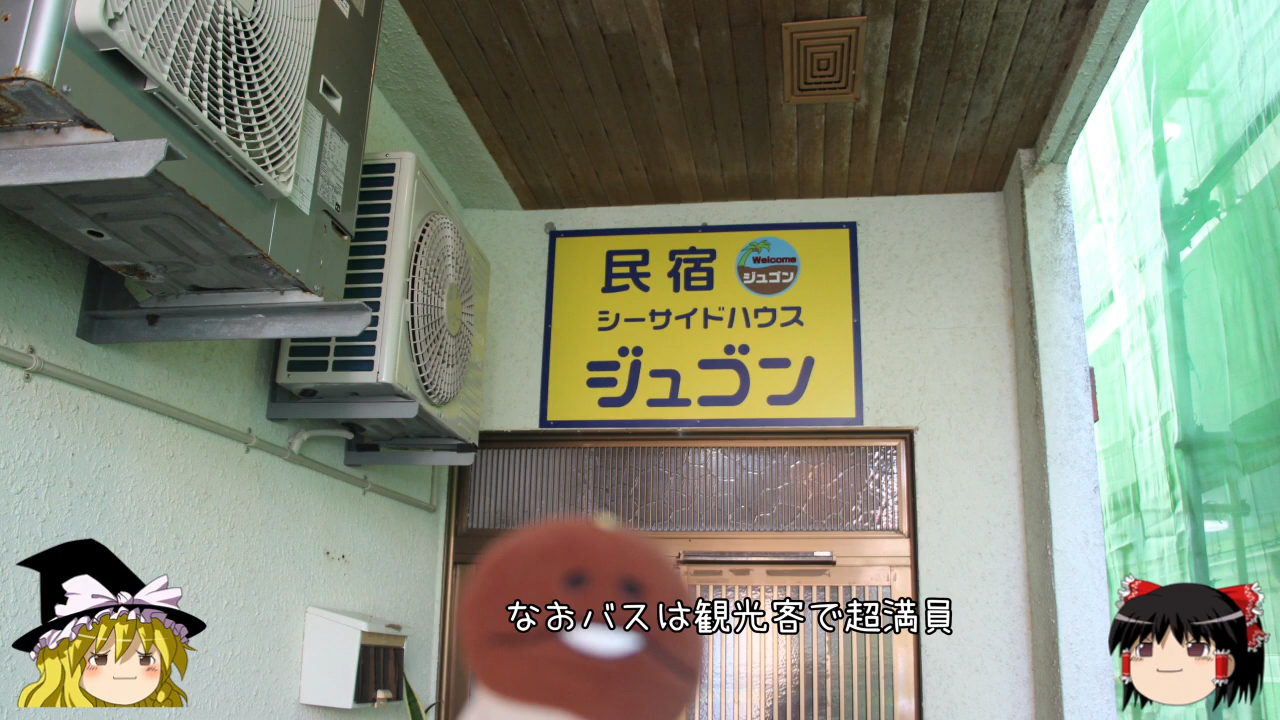 民宿
Welcome
ジュゴン
シーサイドハウス
ジュゴン
なおバスは観光客で超満員